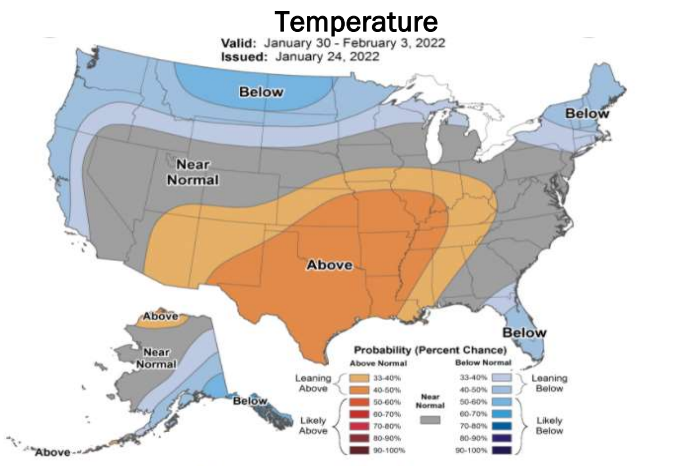 Temperature
Valid: January 30 - February 3, 2022
Issued: January 24, 2022
Below
Below
Near
Normal
Above
Below
Above
Near
Normal
Below
Above
Probability (Percent Chance)
Above Normal
Below Normal
Leaning
Above
33-40%
40-50%
Likely
Above
50-60%
60-70%
70-80%
80-90%
90-100%
Near
Normal
33-40%
40-50%
Leaning
Below
50-60%
60-70%
70-80%
80-90%
90-100%
Likely
Below